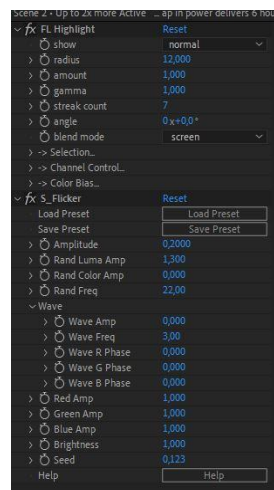 Scene 2 • Up to 2x more Active ... ap in power delivers 6 hou
fx FL Highlight Reset
show normal
radius 12,000
amount 1,000
gamma 1,000
streak count 7
angle 0x+0,0°
blend mode screen
-> Selection...
-> Channel Control...
-> Color Bias...
fx S_Flicker Reset
Load Preset Load Preset
Save Preset Save Preset
Amplitude 0,2000
Rand Luma Amp 1,300
Rand Color Amp 0,000
Rand Freq 22,00
Wave
Wave Amp 0,000
Wave Freq 3,00
Wave R Phase 0,000
Wave G Phase 0,000
Wave B Phase 0,000
Red Amp 1,000
Green Amp 1,000
Blue Amp 1,000
Brightness 1,000
Seed 0,123
Help Help